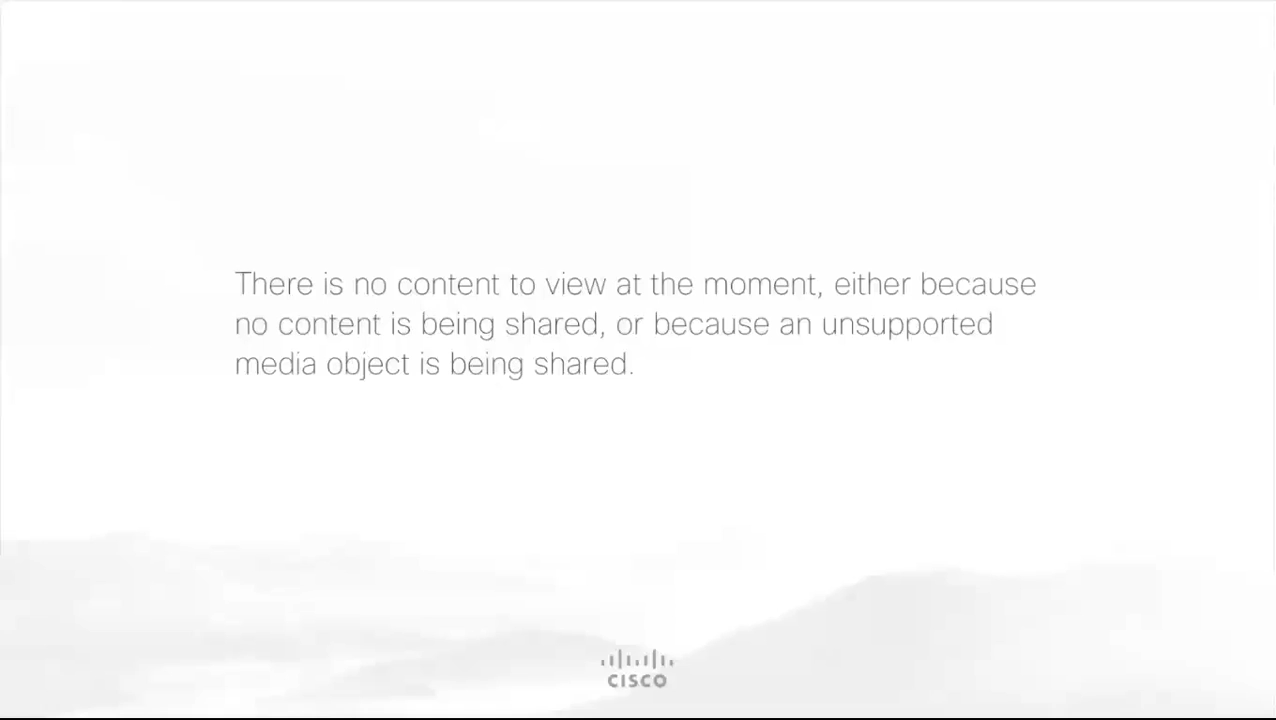 There is no content to view at the moment, either because
no content is being shared, or because an unsupported
media object is being shared.
CISCO